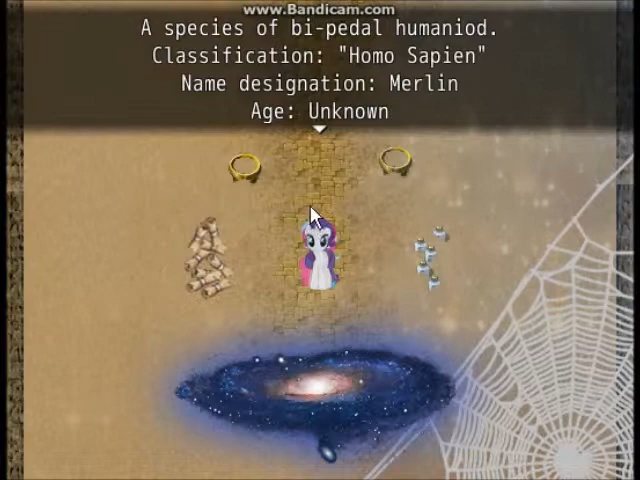 www.Bandicam.com
A species of bi-pedal humaniod.
Classification: "Homo Sapien"
Name designation: Merlin
Age: Unknown